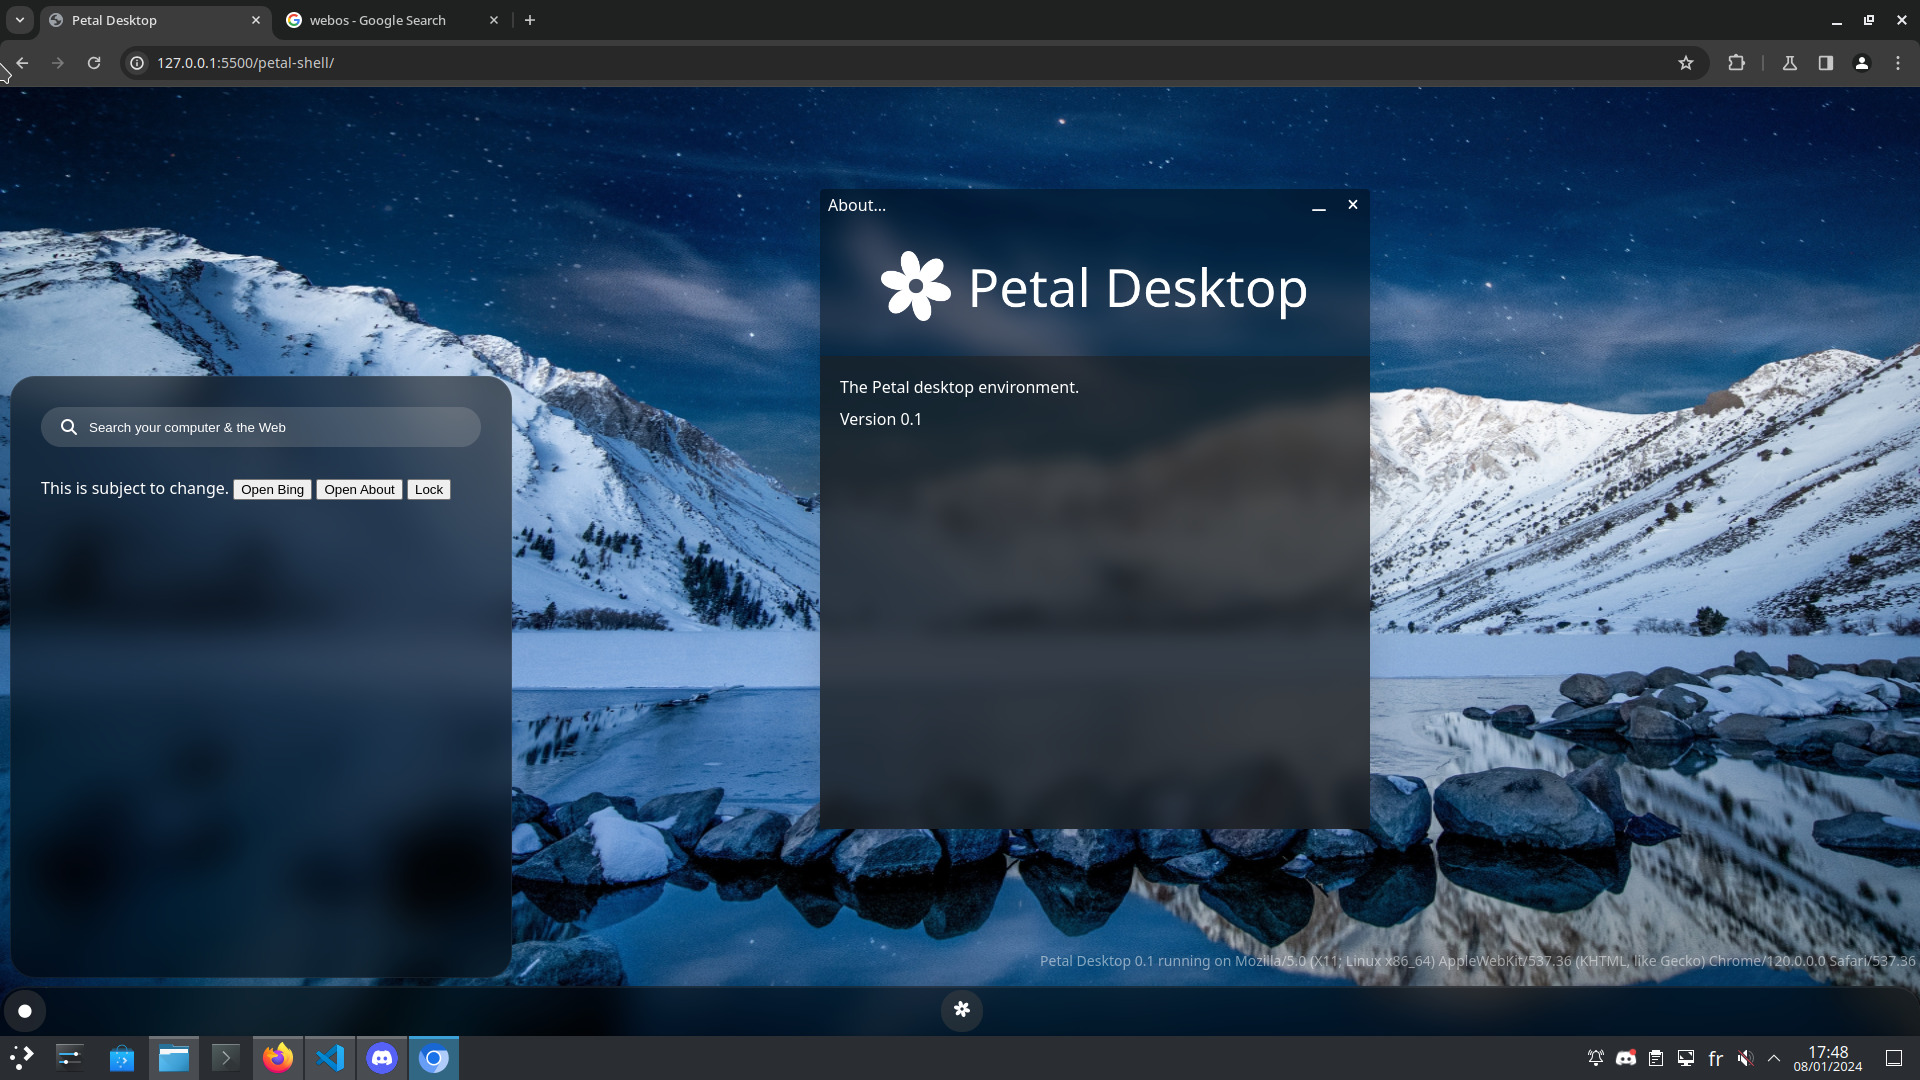 Petal Desktop
webos - Google Search
127.0.0.1:5500/petal-shell/
About...
Petal Desktop
The Petal desktop environment.
Version 0.1
Search your computer & the Web
This is subject to change. Open Bing Open About Lock
Petal Desktop 0.1 running on Mozilla/5.0 (X11; Linux x86_64) AppleWebKit/537.36 (KHTML, like Gecko) Chrome/120.0.0.0 Safari/537.36
fr
17:48
08/01/2024